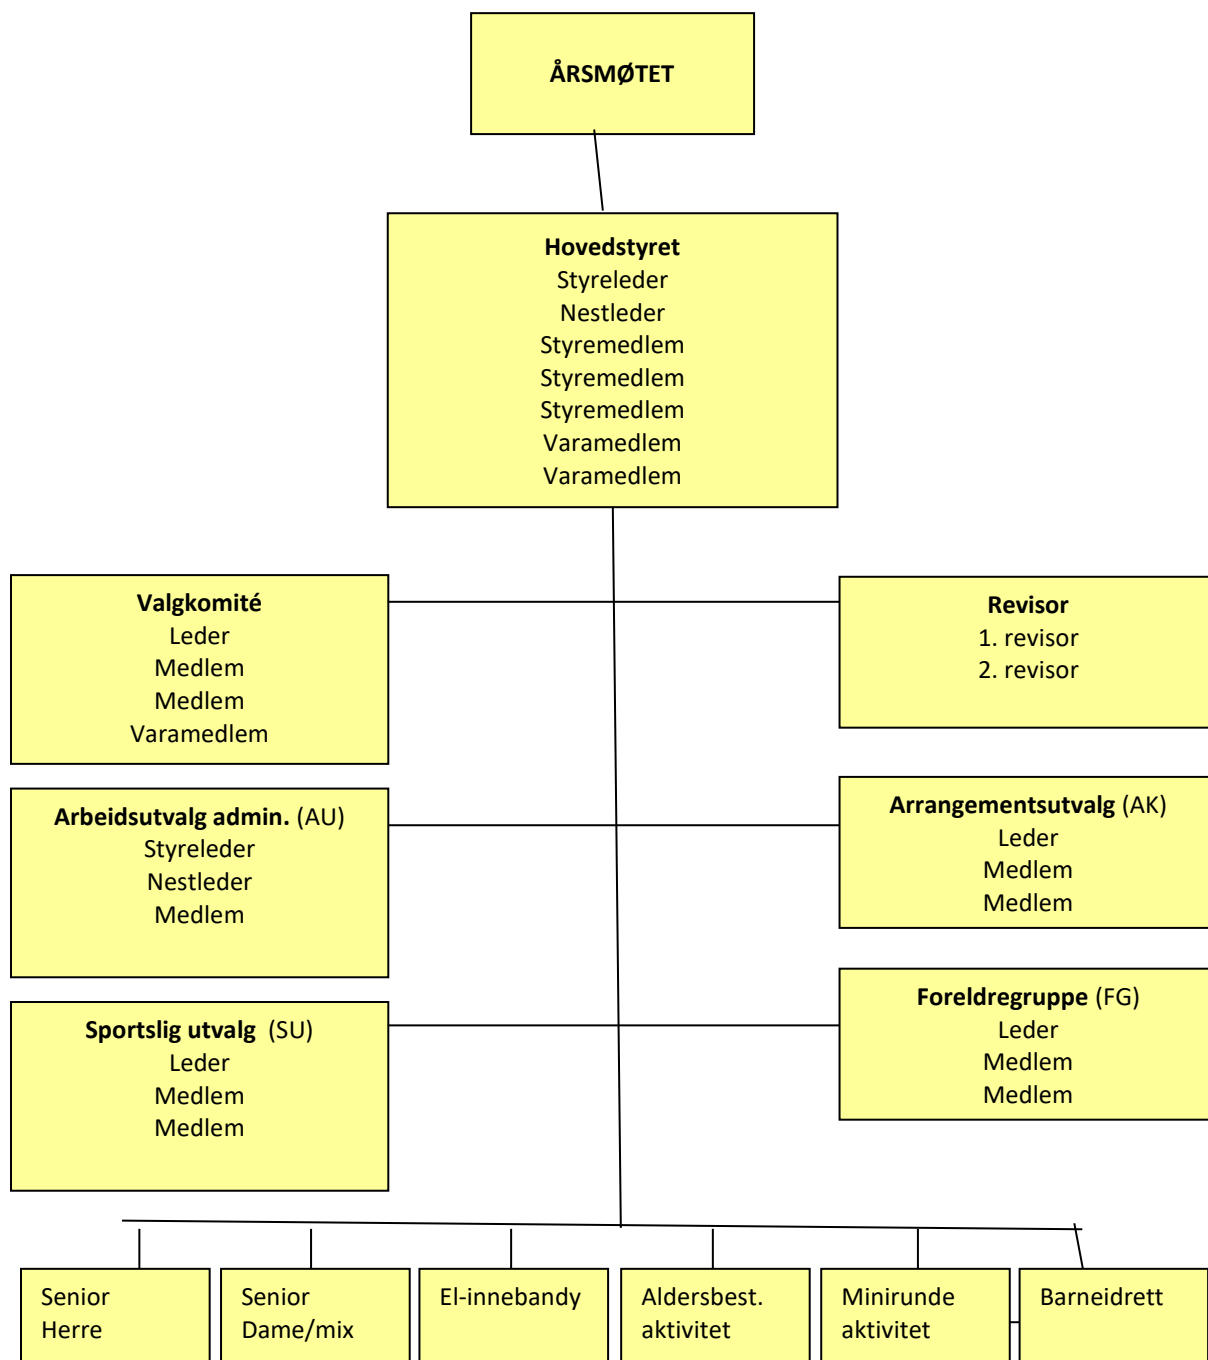 ÅRSMØTET
Hovedstyret
Styreleder
Nestleder
Styremedlem
Styremedlem
Styremedlem
Varamedlem
Varamedlem
Valgkomité
Leder
Medlem
Medlem
Varamedlem
Revisor
1. revisor
2. revisor
Arbeidsutvalg admin. (AU)
Styreleder
Nestleder
Medlem
Arrangementsutvalg (AK)
Leder
Medlem
Medlem
Sportslig utvalg (SU)
Leder
Medlem
Medlem
Foreldregruppe (FG)
Leder
Medlem
Medlem
Senior
Herre
Senior
Dame/mix
El-innebandy
Aldersbest.
aktivitet
Minirunde
aktivitet
Barneidrett